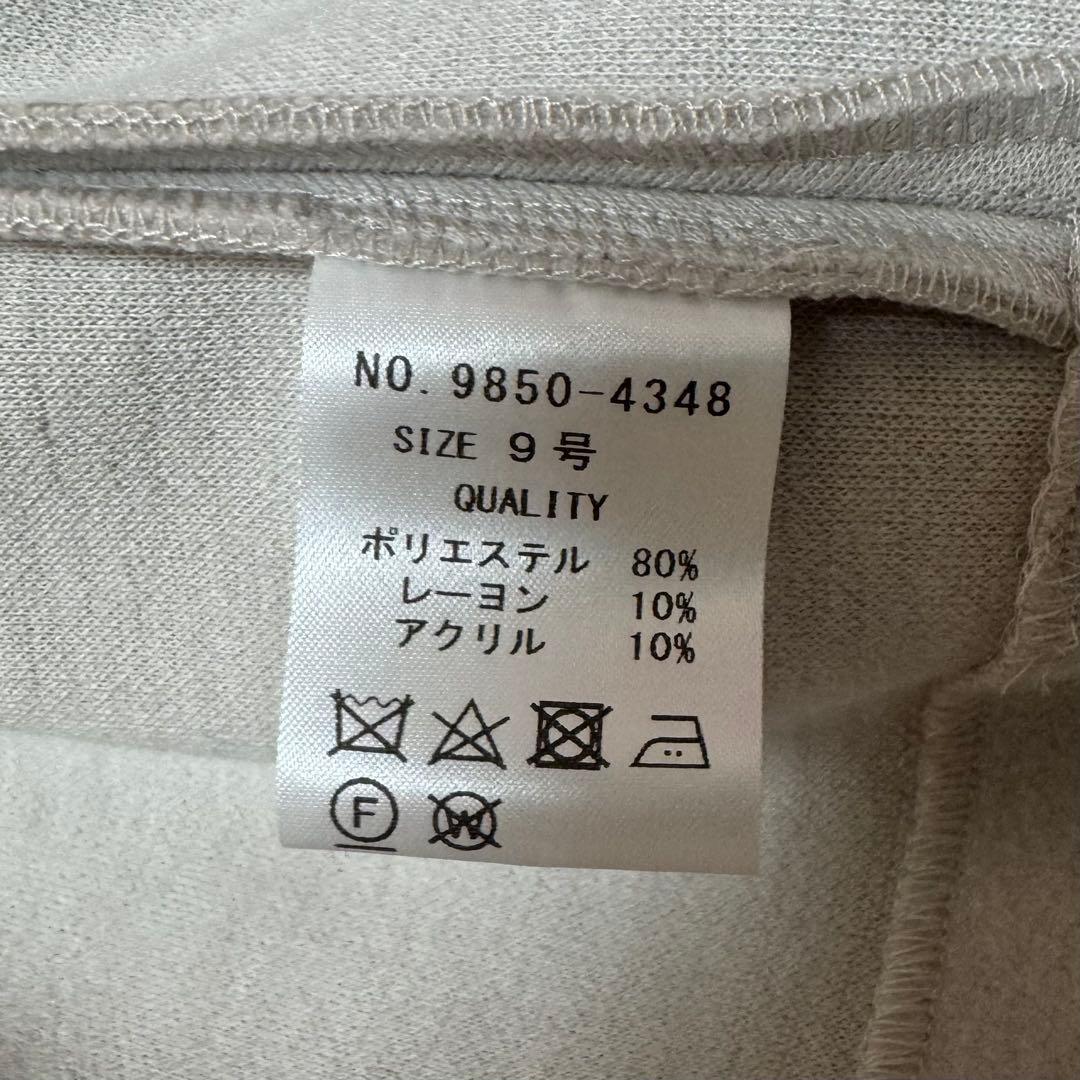 NO. 9850-4348
SIZE 9号
QUALITY
ポリエステル 80%
レーヨン 10%
アクリル 10%
F W